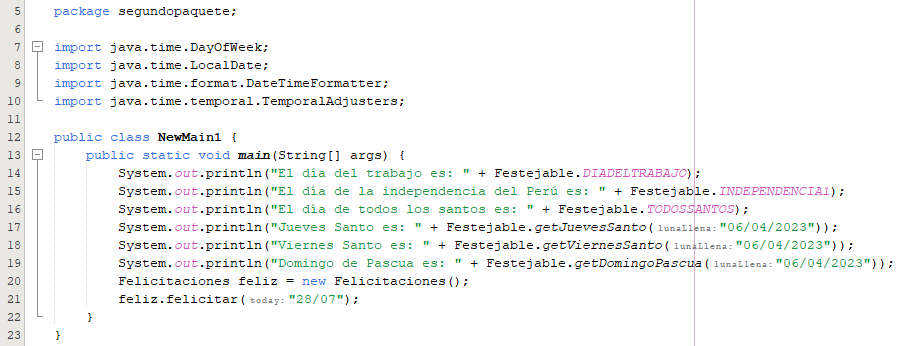 5 package segundopaquete;
6
7 import java.time.DayOfWeek;
8 import java.time.LocalDate;
9 import java.time.format.DateTimeFormatter;
10 import java.time.temporal.TemporalAdjusters;
11
12 public class NewMain1 {
13 public static void main(String[] args) {
14 System.out.println("El día del trabajo es: " + Festejable.DIADELTRABAJO);
15 System.out.println("El día de la independencia del Perú es: " + Festejable.INDEPENDENCIA1);
16 System.out.println("El día de todos los santos es: " + Festejable.TODOSSANTOS);
17 System.out.println("Jueves Santo es: " + Festejable.getJuevesSanto(lunaLlena:"06/04/2023"));
18 System.out.println("Viernes Santo es: " + Festejable.getViernesSanto(lunaLlena:"06/04/2023"));
19 System.out.println("Domingo de Pascua es: " + Festejable.getDomingoPascua(lunaLlena:"06/04/2023"));
20 Felicitaciones feliz = new Felicitaciones();
21 feliz.felicitar(today:"28/07");
22 }
23 }